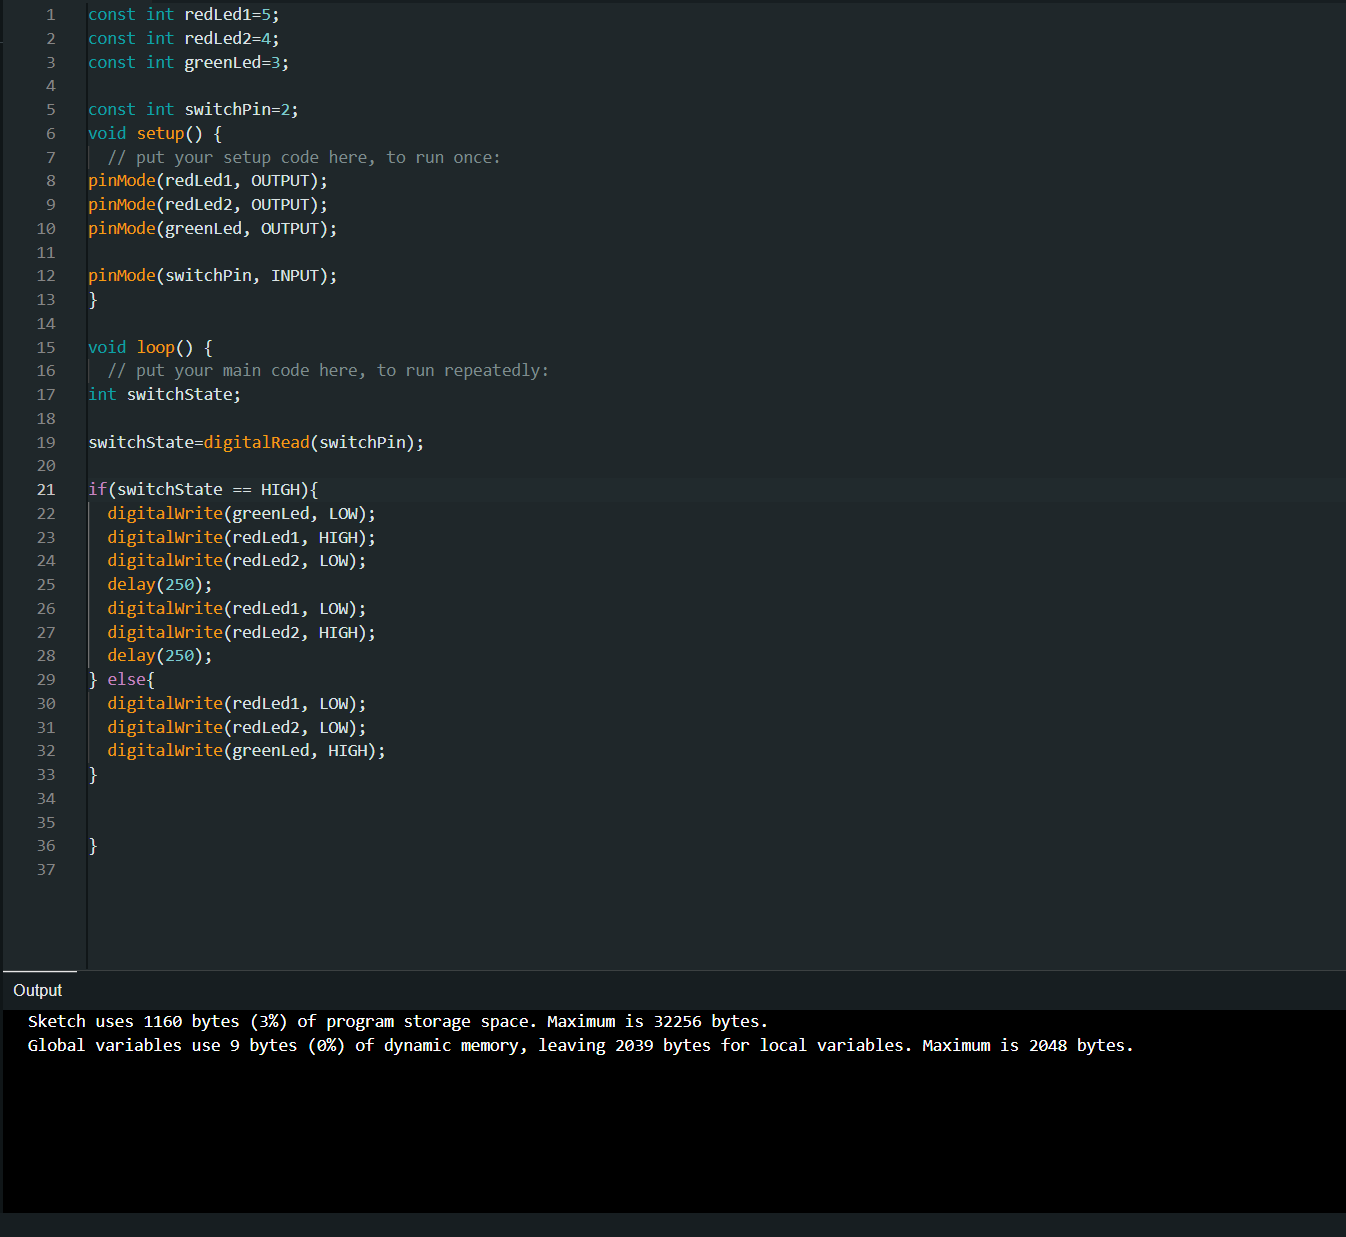 1 const int redLed1=5;
2 const int redLed2=4;
3 const int greenLed=3;
4
5 const int switchPin=2;
6 void setup() {
7   // put your setup code here, to run once:
8 pinMode(redLed1, OUTPUT);
9 pinMode(redLed2, OUTPUT);
10 pinMode(greenLed, OUTPUT);
11
12 pinMode(switchPin, INPUT);
13 }
14
15 void loop() {
16   // put your main code here, to run repeatedly:
17 int switchState;
18
19 switchState=digitalRead(switchPin);
20
21 if(switchState == HIGH){
22   digitalWrite(greenLed, LOW);
23   digitalWrite(redLed1, HIGH);
24   digitalWrite(redLed2, LOW);
25   delay(250);
26   digitalWrite(redLed1, LOW);
27   digitalWrite(redLed2, HIGH);
28   delay(250);
29 } else{
30   digitalWrite(redLed1, LOW);
31   digitalWrite(redLed2, LOW);
32   digitalWrite(greenLed, HIGH);
33 }
34
35
36 }
37
Output
Sketch uses 1160 bytes (3%) of program storage space. Maximum is 32256 bytes.
Global variables use 9 bytes (0%) of dynamic memory, leaving 2039 bytes for local variables. Maximum is 2048 bytes.